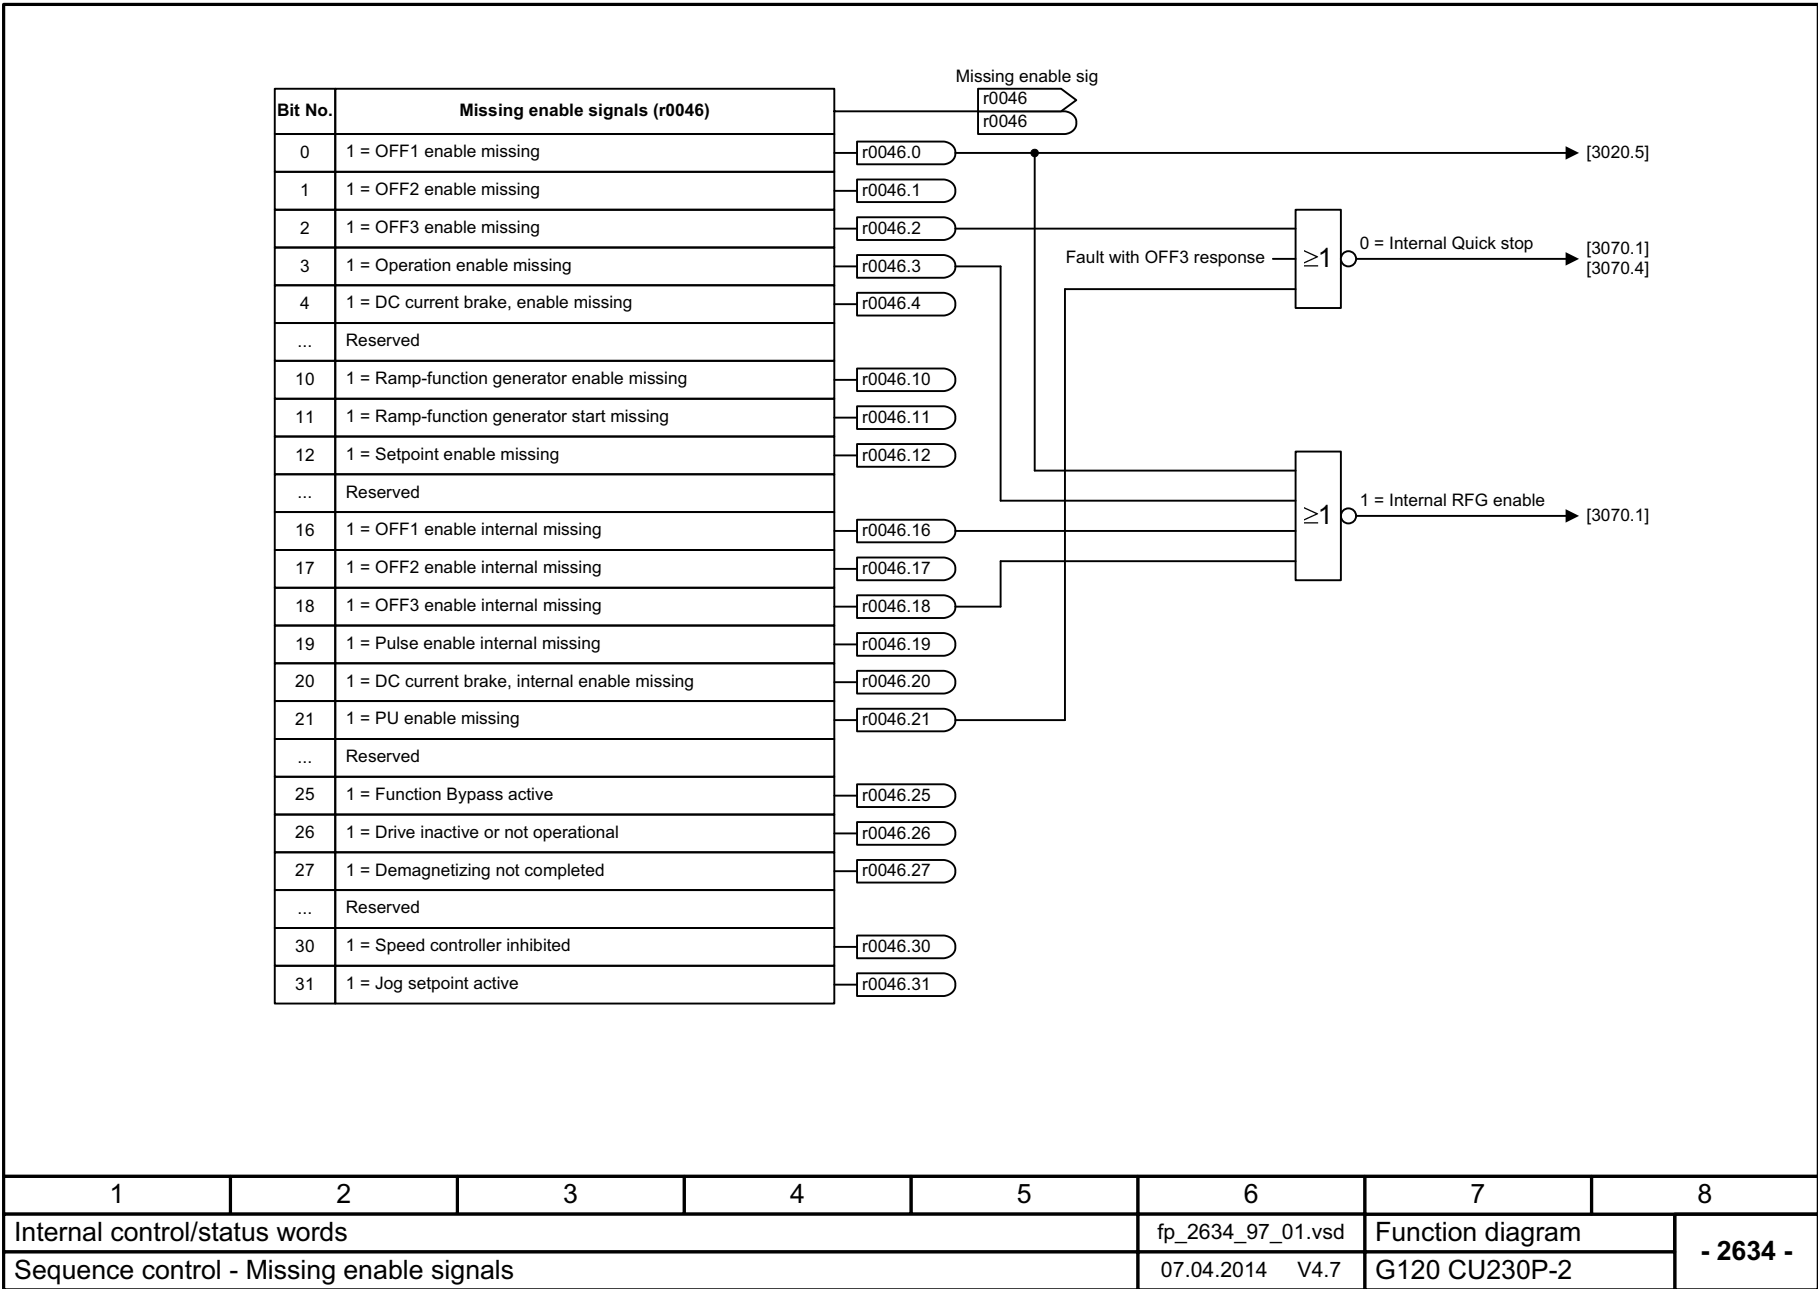 Missing enable sig
r0046
r0046
Bit No. Missing enable signals (r0046)
0 1 = OFF1 enable missing r0046.0 [3020.5]
1 1 = OFF2 enable missing r0046.1
2 1 = OFF3 enable missing r0046.2
3 1 = Operation enable missing r0046.3
Fault with OFF3 response ≥1 0 = Internal Quick stop [3070.1]
[3070.4]
4 1 = DC current brake, enable missing r0046.4
... Reserved
10 1 = Ramp-function generator enable missing r0046.10
11 1 = Ramp-function generator start missing r0046.11
12 1 = Setpoint enable missing r0046.12
... Reserved
≥1 1 = Internal RFG enable [3070.1]
16 1 = OFF1 enable internal missing r0046.16
17 1 = OFF2 enable internal missing r0046.17
18 1 = OFF3 enable internal missing r0046.18
19 1 = Pulse enable internal missing r0046.19
20 1 = DC current brake, internal enable missing r0046.20
21 1 = PU enable missing r0046.21
... Reserved
25 1 = Function Bypass active r0046.25
26 1 = Drive inactive or not operational r0046.26
27 1 = Demagnetizing not completed r0046.27
... Reserved
30 1 = Speed controller inhibited r0046.30
31 1 = Jog setpoint active r0046.31
1 2 3 4 5 6 7 8
Internal control/status words fp_2634_97_01.vsd Function diagram
- 2634 -
Sequence control - Missing enable signals 07.04.2014 V4.7 G120 CU230P-2